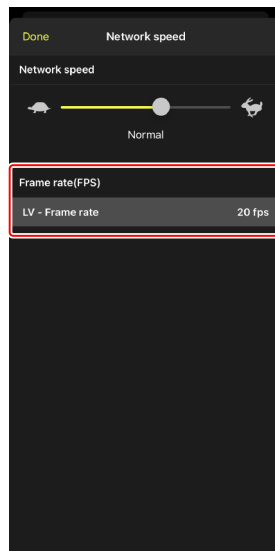 Done Network speed
Network speed
Normal
Frame rate(FPS)
LV - Frame rate 20 fps